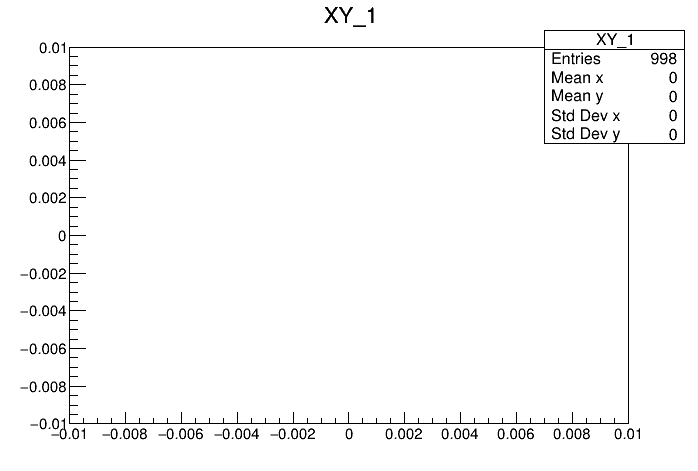 XY_1
XY_1
Entries 998
Mean x 0
Mean y 0
Std Dev x 0
Std Dev y 0
0.01
0.008
0.006
0.004
0.002
0
−0.002
−0.004
−0.006
−0.008
−0.01
−0.01 −0.008 −0.006 −0.004 −0.002 0 0.002 0.004 0.006 0.008 0.01